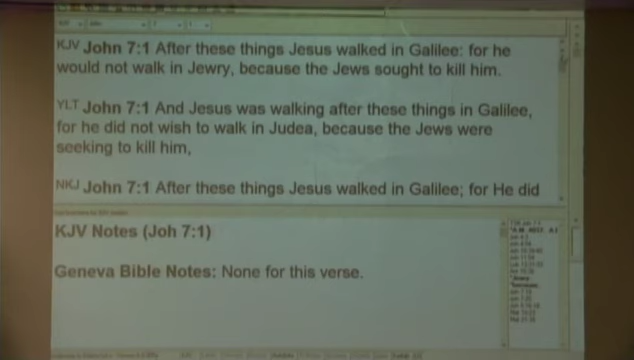 KJV John 7:1 After these things Jesus walked in Galilee: for he
would not walk in Jewry, because the Jews sought to kill him.
YLT John 7:1 And Jesus was walking after these things in Galilee,
for he did not wish to walk in Judea, because the Jews were
seeking to kill him,
NKJ John 7:1 After these things Jesus walked in Galilee; for He did
KJV Notes (Joh 7:1)
Geneva Bible Notes: None for this verse.